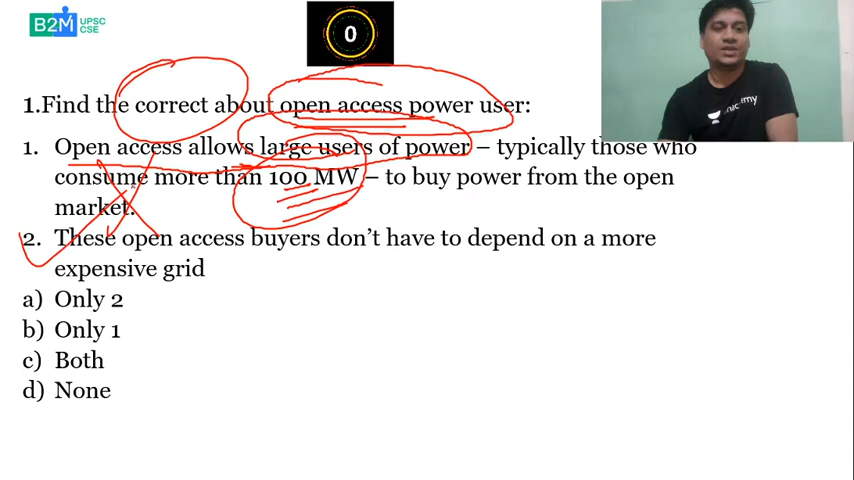 B2M UPSC
CSE
0
1.Find the correct about open access power user:
1. Open access allows large users of power – typically those who
consume more than 100 MW – to buy power from the open
market.
2. These open access buyers don't have to depend on a more
expensive grid
a) Only 2
b) Only 1
c) Both
d) None